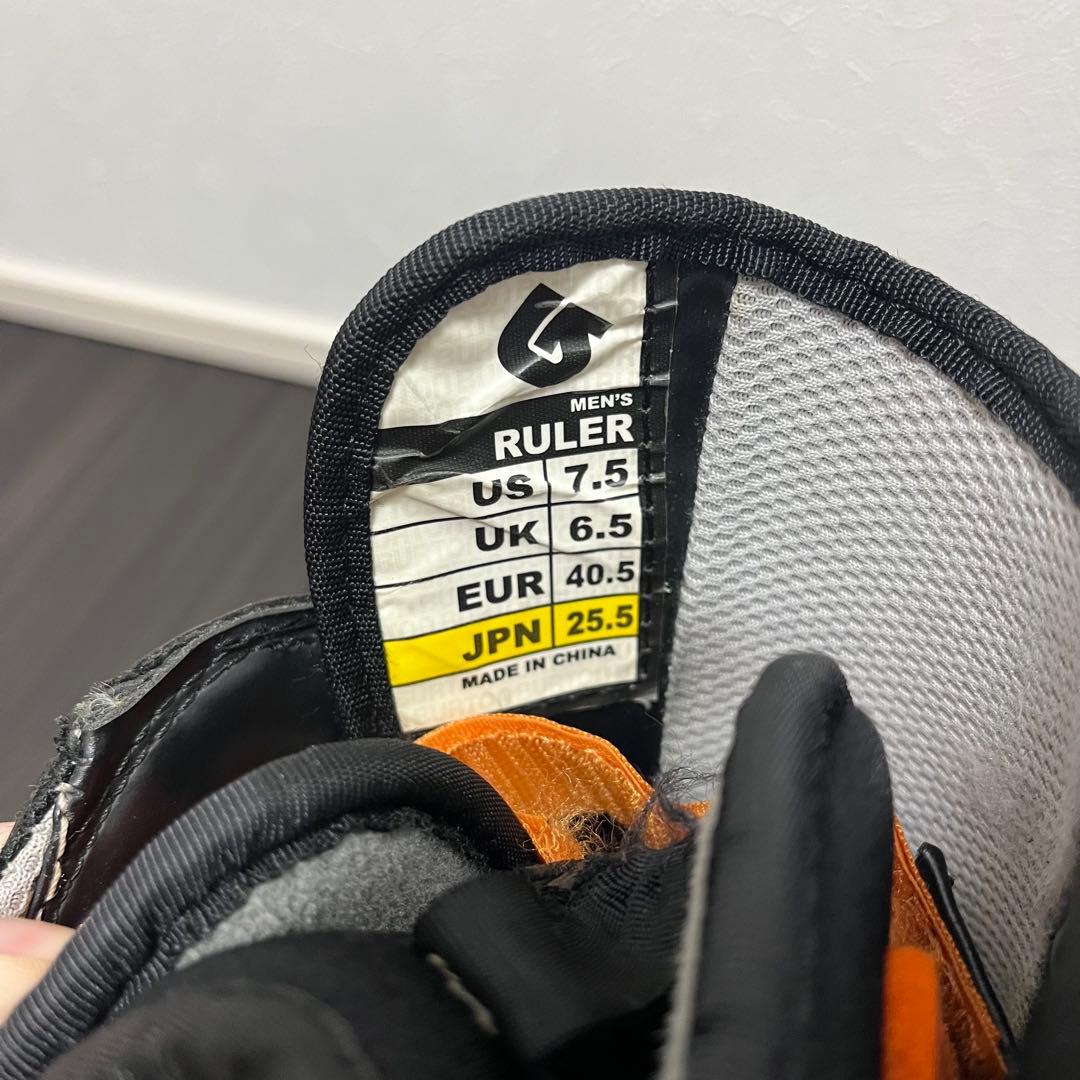 MEN'S
RULER
US 7.5
UK 6.5
EUR 40.5
JPN 25.5
MADE IN CHINA